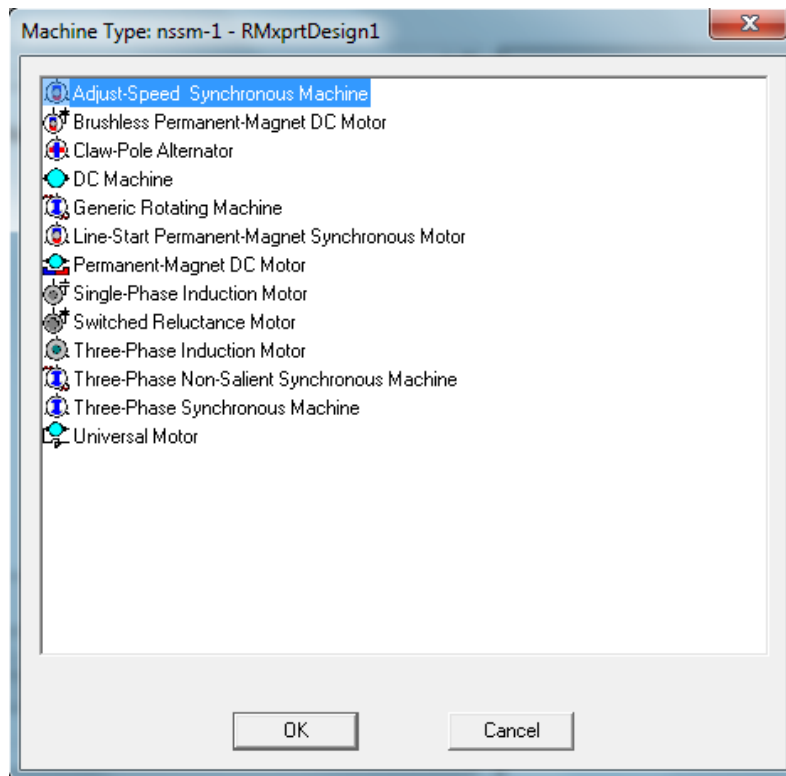 Machine Type: nssm-1 - RMxprtDesign1
Adjust-Speed  Synchronous Machine
Brushless Permanent-Magnet DC Motor
Claw-Pole Alternator
DC Machine
Generic Rotating Machine
Line-Start Permanent-Magnet Synchronous Motor
Permanent-Magnet DC Motor
Single-Phase Induction Motor
Switched Reluctance Motor
Three-Phase Induction Motor
Three-Phase Non-Salient Synchronous Machine
Three-Phase Synchronous Machine
Universal Motor
OK Cancel